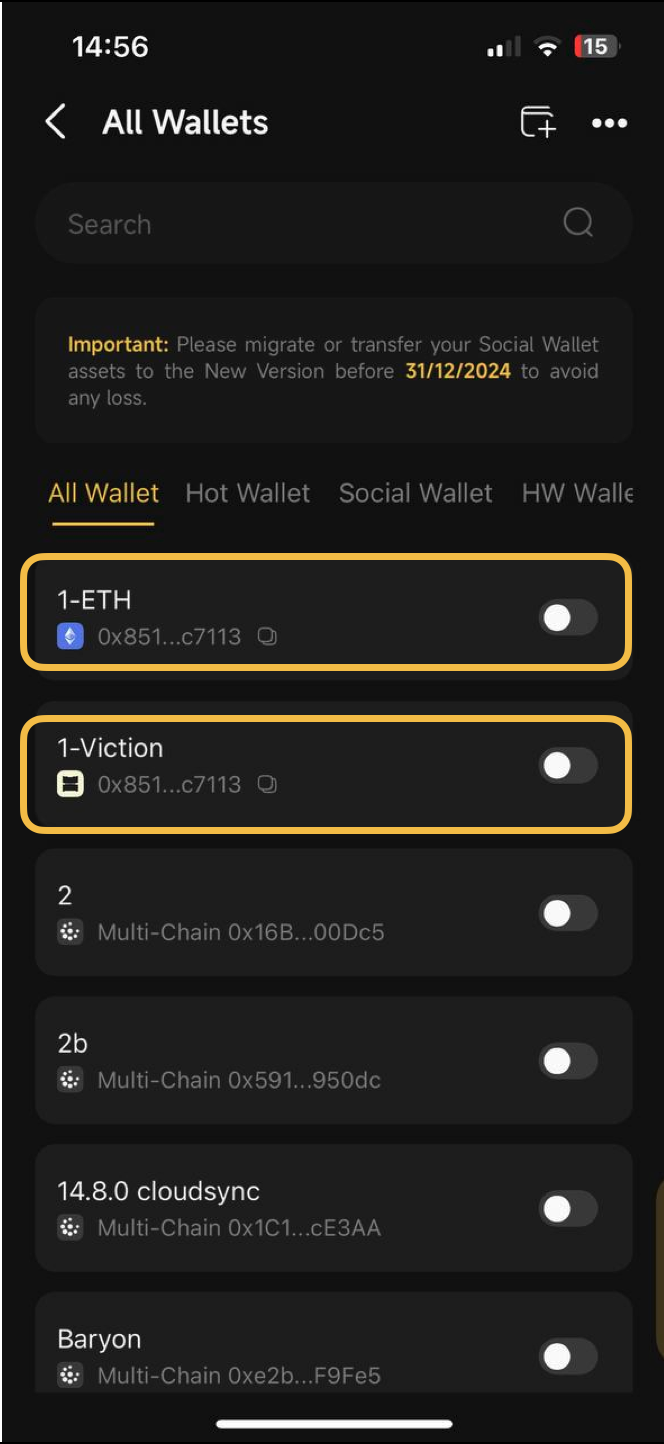 14:56
15
All Wallets
Search
Important: Please migrate or transfer your Social Wallet
assets to the New Version before 31/12/2024 to avoid
any loss.
All Wallet Hot Wallet Social Wallet HW Walle
1-ETH
0x851...c7113
1-Viction
0x851...c7113
2
Multi-Chain 0x16B...00Dc5
2b
Multi-Chain 0x591...950dc
14.8.0 cloudsync
Multi-Chain 0x1C1...cE3AA
Baryon
Multi-Chain 0xe2b...F9Fe5